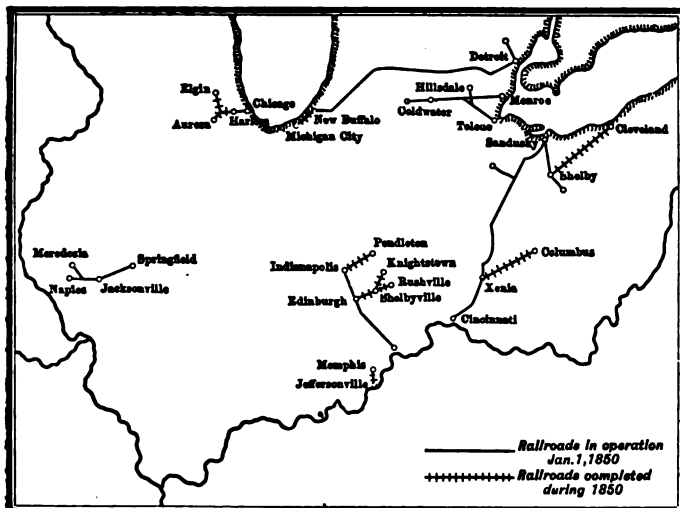 Detroit
Elgin
Hillsdale
Chicago
Monroe
Coldwater
New Buffalo
Aurora
Michigan City
Toledo
Cleveland
Sandusky
Shelby
Pendleton
Columbus
Meredosia
Springfield
Knightstown
Indianapolis
Rushville
Naples
Jacksonville
Xenia
Shelbyville
Edinburgh
Cincinnati
Memphis
Jeffersonville
Railroads in operation
Jan.1,1850
Railroads completed
during 1850